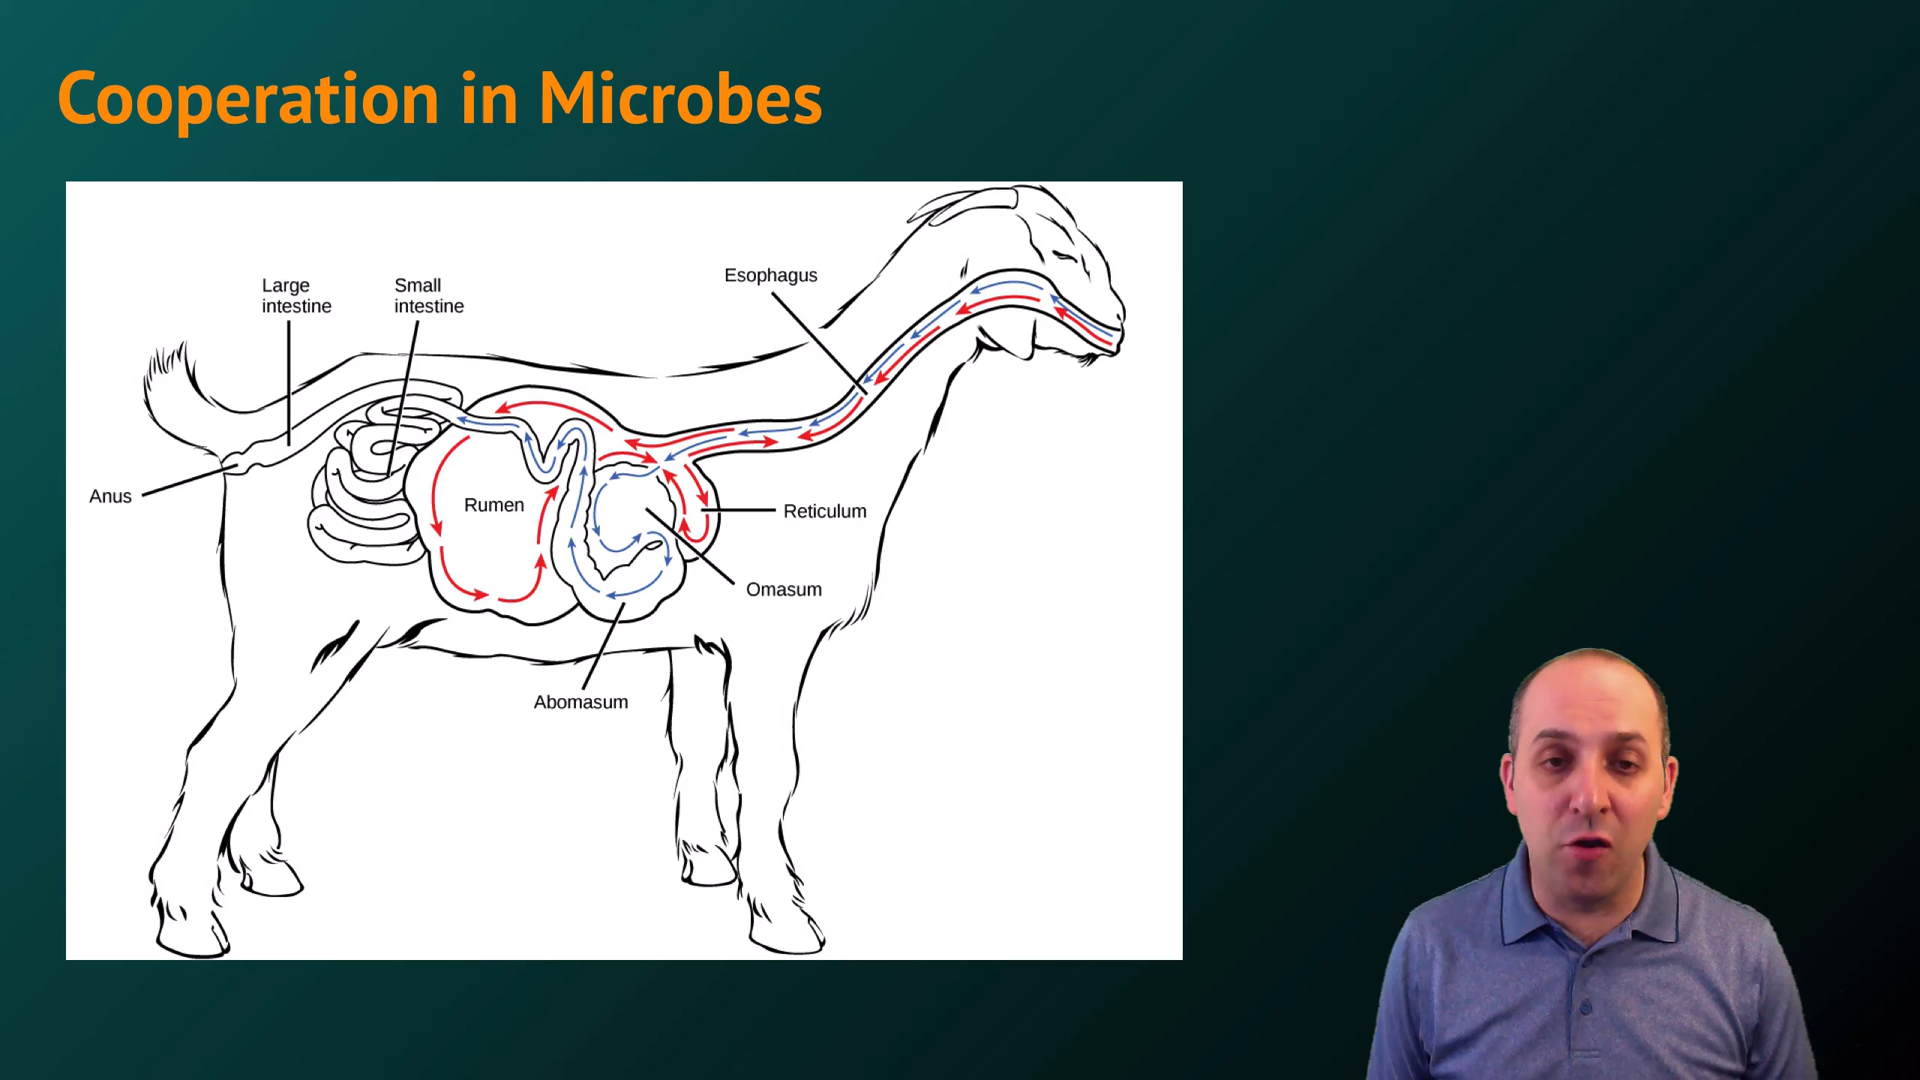 Cooperation in Microbes
Esophagus
Large
intestine
Small
intestine
Anus
Rumen
Reticulum
Omasum
Abomasum